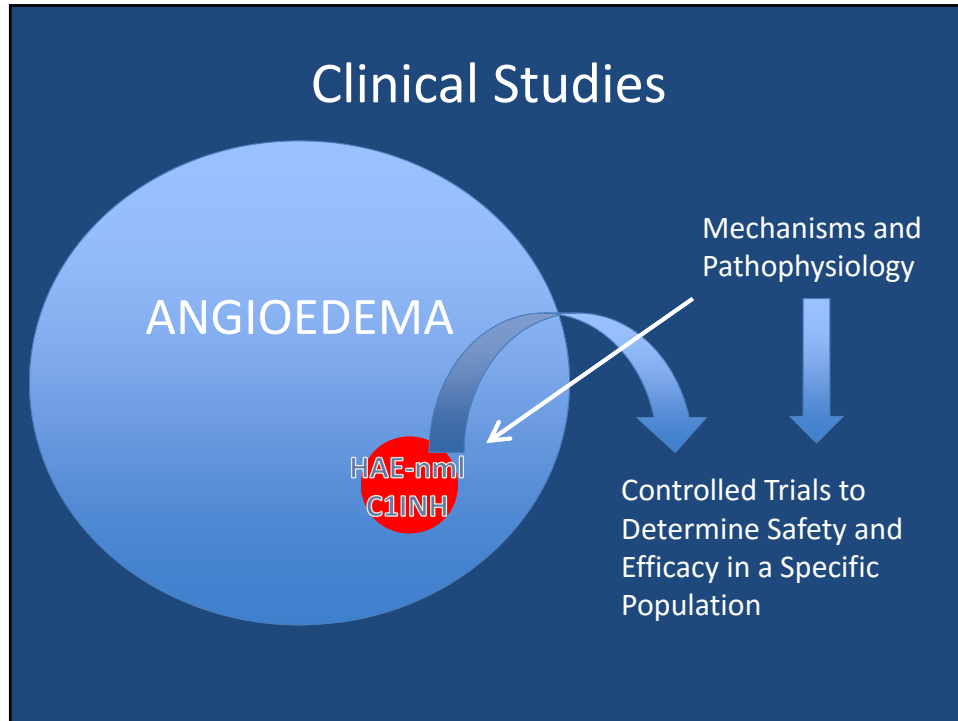 Clinical Studies
ANGIOEDEMA
HAE-nml
C1INH
Mechanisms and
Pathophysiology
Controlled Trials to
Determine Safety and
Efficacy in a Specific
Population